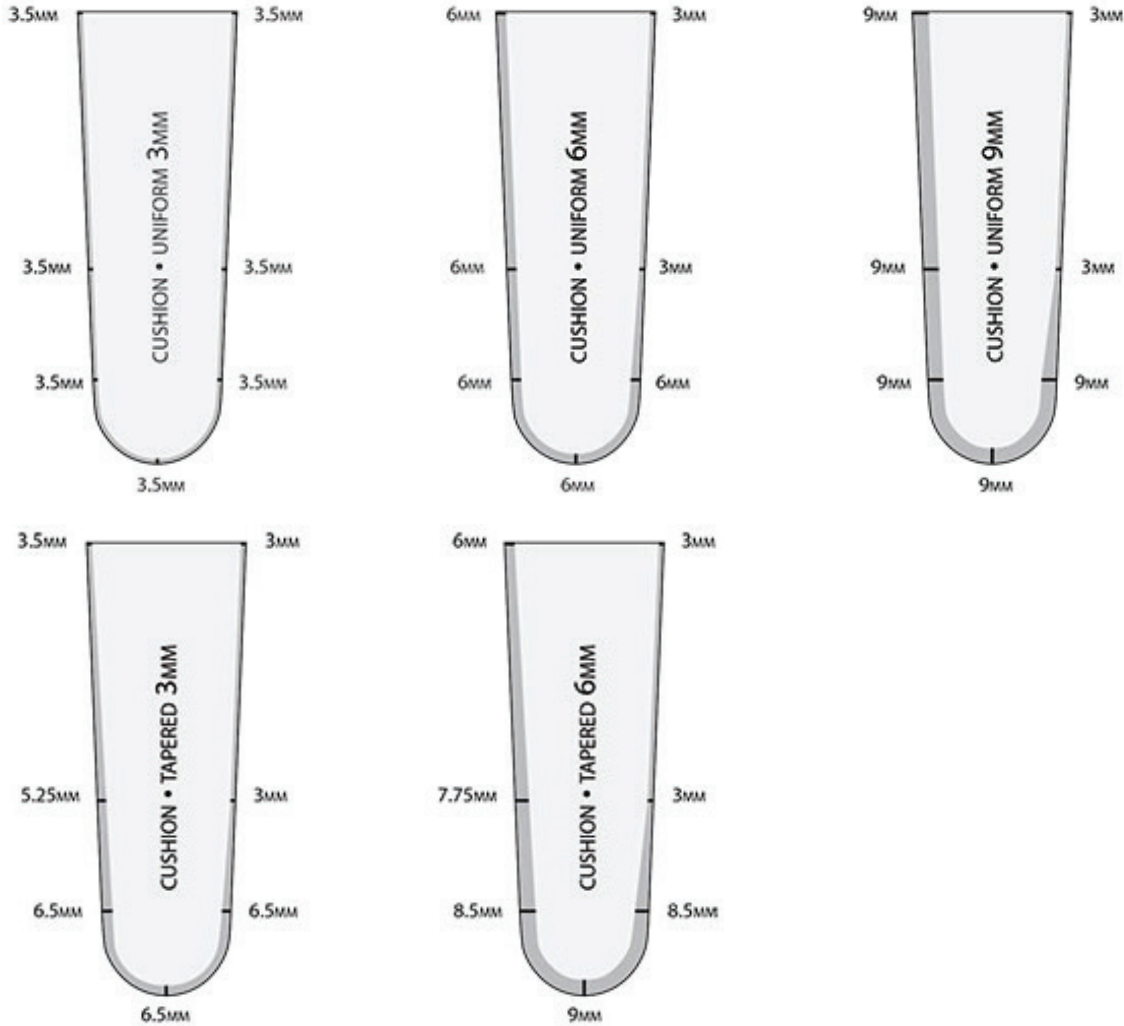 3.5MM 3.5MM
CUSHION • UNIFORM 3MM
3.5MM 3.5MM
3.5MM 3.5MM
3.5MM
6MM 3MM
CUSHION • UNIFORM 6MM
6MM 3MM
6MM 6MM
6MM
9MM 3MM
CUSHION • UNIFORM 9MM
9MM 3MM
9MM 9MM
9MM
3.5MM 3MM
CUSHION • TAPERED 3MM
5.25MM 3MM
6.5MM 6.5MM
6.5MM
6MM 3MM
CUSHION • TAPERED 6MM
7.75MM 3MM
8.5MM 8.5MM
9MM